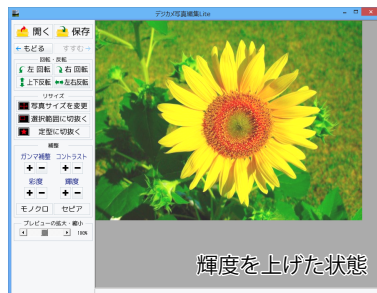 デジカメ写真編集Lite
開く 保存
もどる すすむ
回転・反転
左 回転 右 回転
上下反転 左右反転
リサイズ
写真サイズを変更
選択範囲に切抜く
定型に切抜く
補整
ガンマ補整 コントラスト
+ − + −
彩度 輝度
+ − + −
モノクロ セピア
プレビューの拡大・縮小
100%
輝度を上げた状態